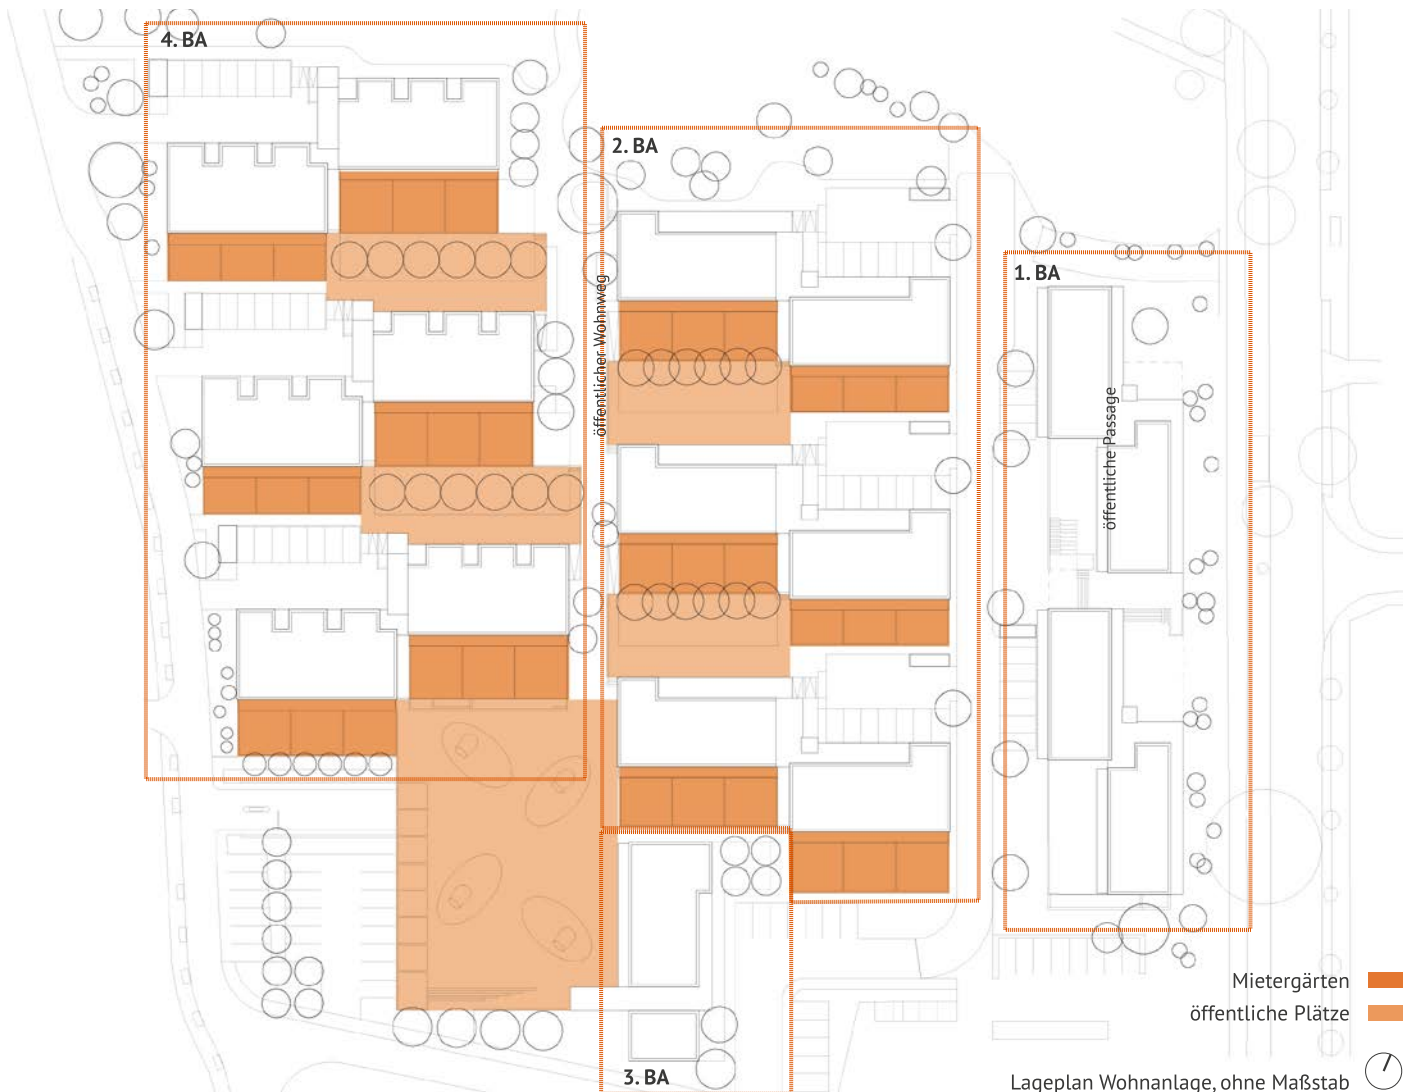 4. BA
2. BA
1. BA
öffentlicher Wohnweg
öffentliche Passage
Mietergärten
öffentliche Plätze
3. BA
Lageplan Wohnanlage, ohne Maßstab